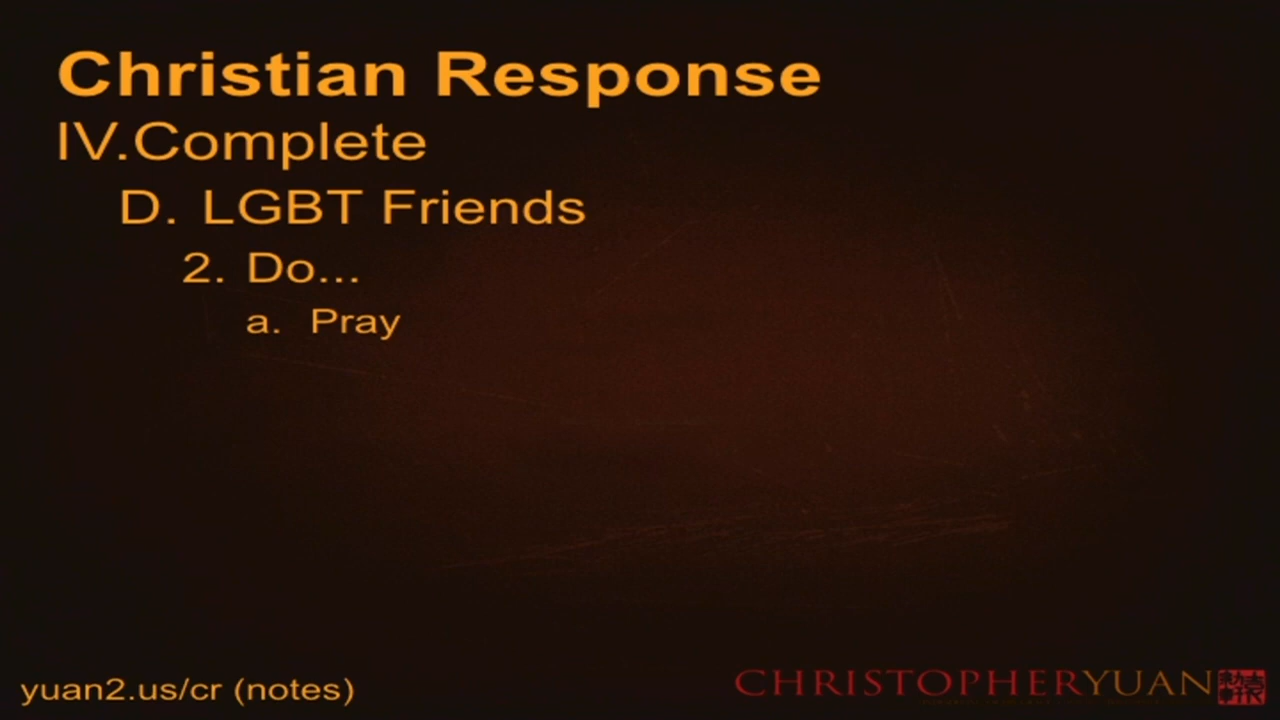 Christian Response
IV.Complete
D. LGBT Friends
2. Do...
a. Pray
yuan2.us/cr (notes)
CHRISTOPHERYUAN